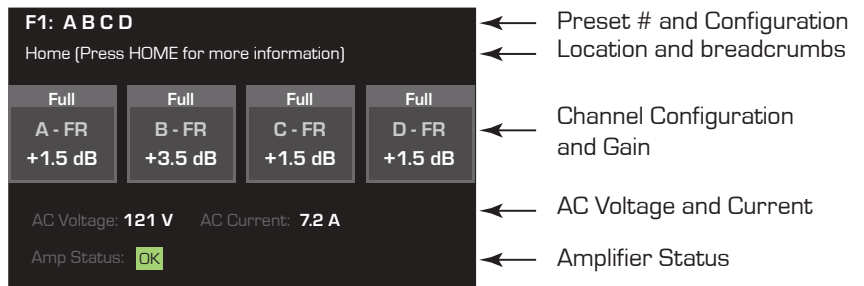 F1: A B C D
Preset # and Configuration
Home (Press HOME for more information)
Location and breadcrumbs
Full Full Full Full
A - FR B - FR C - FR D - FR
+1.5 dB +3.5 dB +1.5 dB +1.5 dB
Channel Configuration
and Gain
AC Voltage: 121 V AC Current: 7.2 A
AC Voltage and Current
Amp Status: OK
Amplifier Status